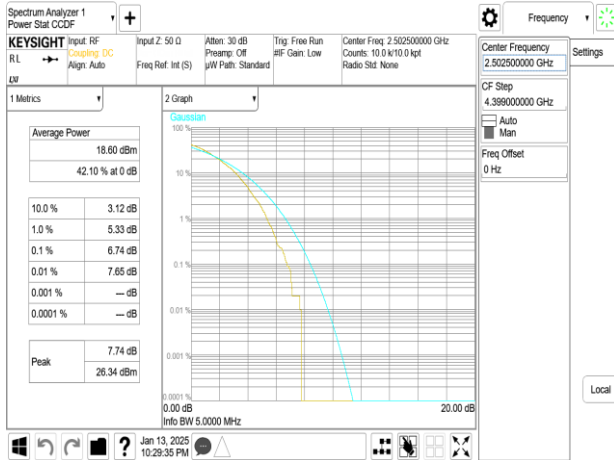 Spectrum Analyzer 1
Power Stat CCDF
Frequency
KEYSIGHT
RL
LXI
Input: RF
Coupling: DC
Align: Auto
Input Z: 50 Ω
Freq Ref: Int (S)
Atten: 30 dB
Preamp: Off
µW Path: Standard
Trig: Free Run
#IF Gain: Low
Center Freq: 2.502500000 GHz
Counts: 10.0 k/10.0 kpt
Radio Std: None
1 Metrics
Average Power
18.60 dBm
42.10 % at 0 dB
10.0 % 3.12 dB
1.0 % 5.33 dB
0.1 % 6.74 dB
0.01 % 7.65 dB
0.001 % --- dB
0.0001 % --- dB
Peak
7.74 dB
26.34 dBm
2 Graph
Gaussian
100 %
10 %
1 %
0.1 %
0.01 %
0.001 %
0.0001 %
0.00 dB 20.00 dB
Info BW 5.0000 MHz
Center Frequency
2.502500000 GHz
CF Step
4.399000000 GHz
Auto
Man
Freq Offset
0 Hz
Settings
Local
?
Jan 13, 2025
10:29:35 PM